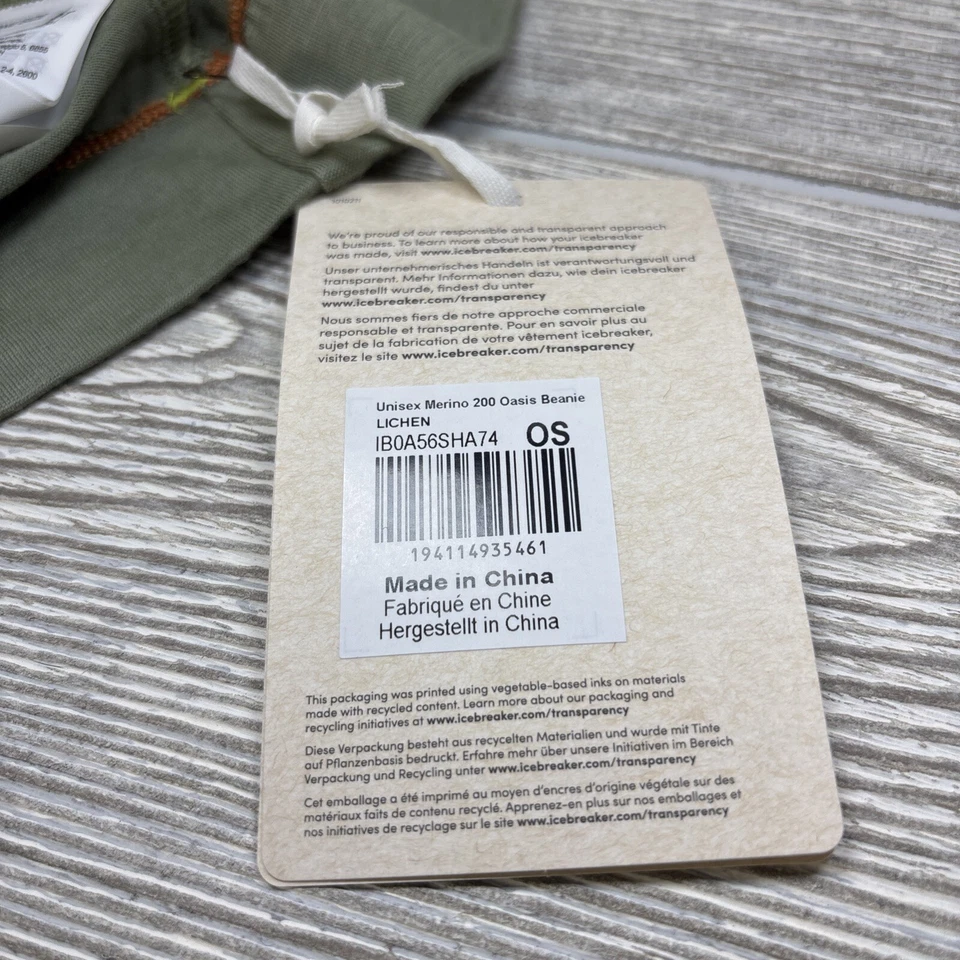 6, 6895
2-4, 2600
We're proud of our responsible and transparent approach
to business. To learn more about how your icebreaker
was made, visit www.icebreaker.com/transparency
Unser unternehmerisches Handeln ist verantwortungsvoll und
transparent. Mehr Informationen dazu, wie dein icebreaker
hergestellt wurde, findest du unter
www.icebreaker.com/transparency
Nous sommes fiers de notre approche commerciale
responsable et transparente. Pour en savoir plus au
sujet de la fabrication de votre vêtement icebreaker,
visitez le site www.icebreaker.com/transparency
Unisex Merino 200 Oasis Beanie
LICHEN
IB0A56SHA74 OS
194114935461
Made in China
Fabriqué en Chine
Hergestellt in China
This packaging was printed using vegetable-based inks on materials
made with recycled content. Learn more about our packaging and
recycling initiatives at www.icebreaker.com/transparency
Diese Verpackung besteht aus recycelten Materialien und wurde mit Tinte
auf Pflanzenbasis bedruckt. Erfahre mehr über unsere Initiativen im Bereich
Verpackung und Recycling unter www.icebreaker.com/transparency
Cet emballage a été imprimé au moyen d'encres d'origine végétale sur des
matériaux faits de contenu recyclé. Apprenez-en plus sur nos emballages et
nos initiatives de recyclage sur le site www.icebreaker.com/transparency